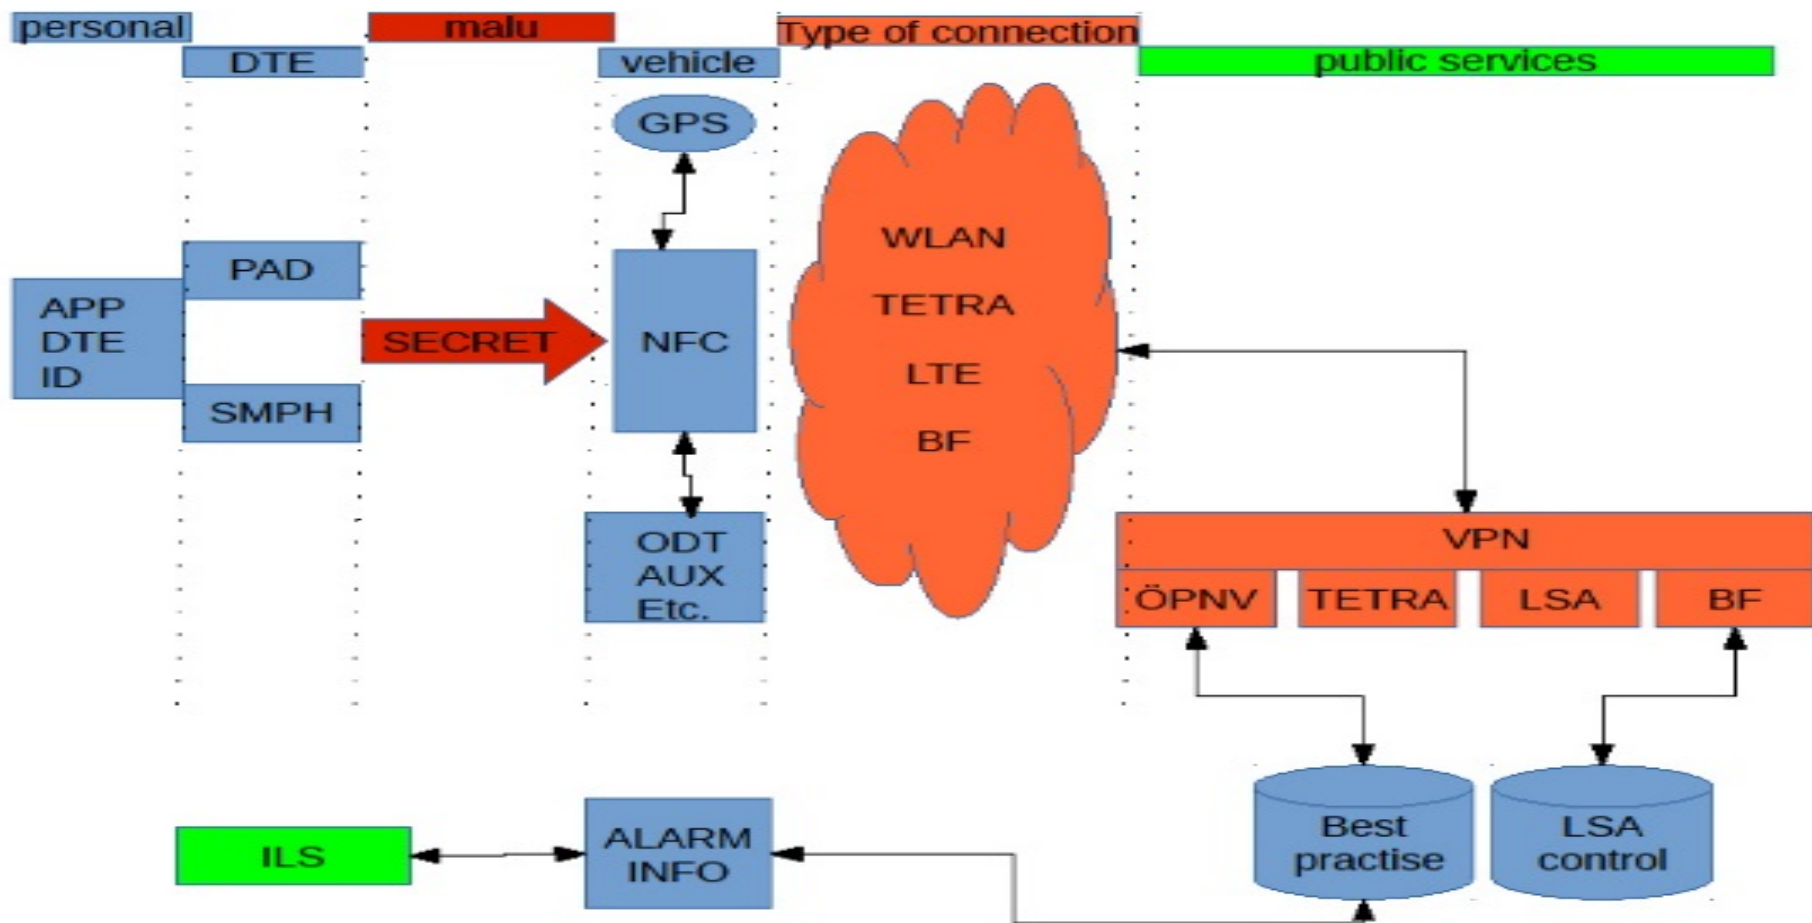 personal
malu
Type of connection
DTE
vehicle
public services
GPS
WLAN
PAD
APP
DTE
ID
TETRA
SECRET
NFC
LTE
SMPH
BF
ODT
AUX
Etc.
VPN
ÖPNV
TETRA
LSA
BF
Best
practise
LSA
control
ALARM
INFO
ILS